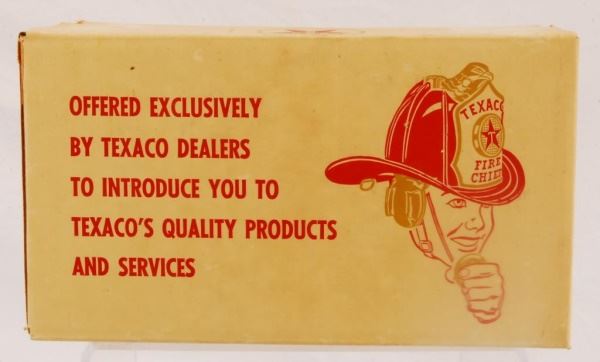 OFFERED EXCLUSIVELY
BY TEXACO DEALERS
TO INTRODUCE YOU TO
TEXACO'S QUALITY PRODUCTS
AND SERVICES
TEXACO
T
FIRE
CHIEF